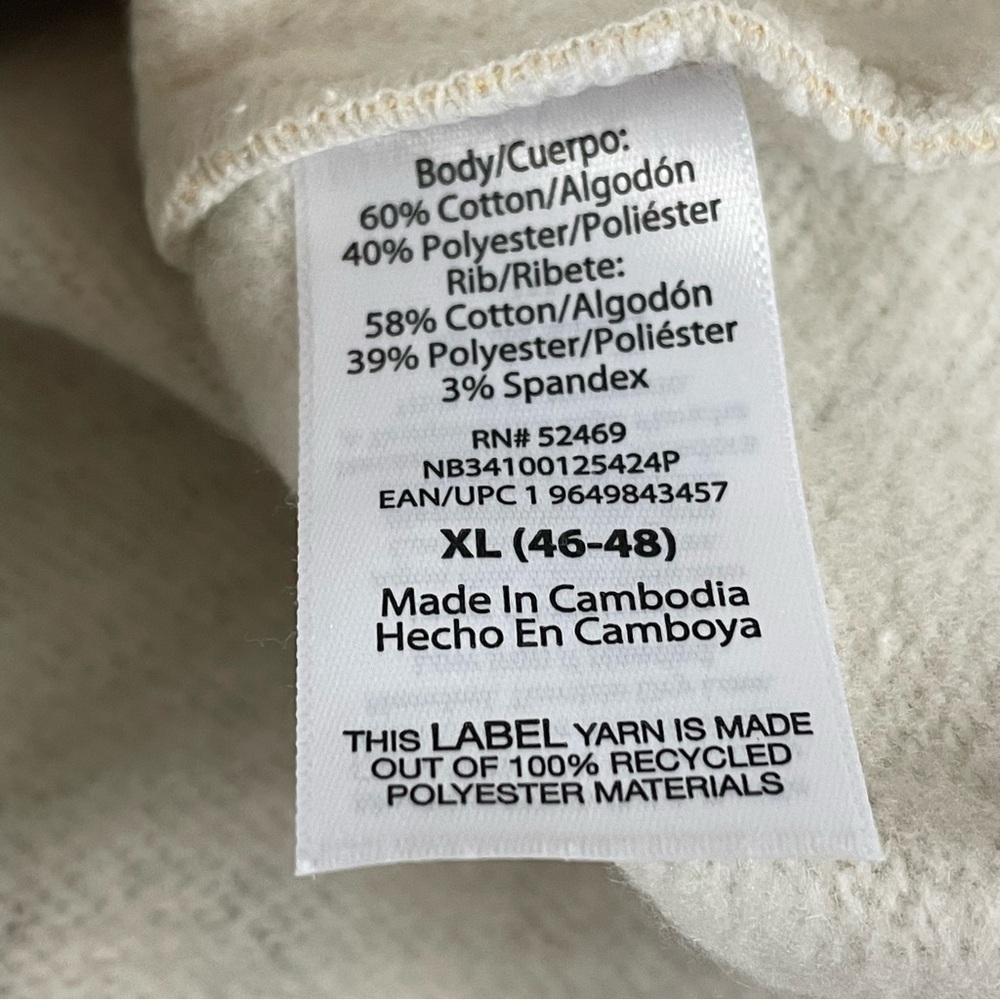 Body/Cuerpo:
60% Cotton/Algodón
40% Polyester/Poliéster
Rib/Ribete:
58% Cotton/Algodón
39% Polyester/Poliéster
3% Spandex
RN# 52469
NB34100125424P
EAN/UPC 1 9649843457
XL (46-48)
Made In Cambodia
Hecho En Camboya
THIS LABEL YARN IS MADE
OUT OF 100% RECYCLED
POLYESTER MATERIALS